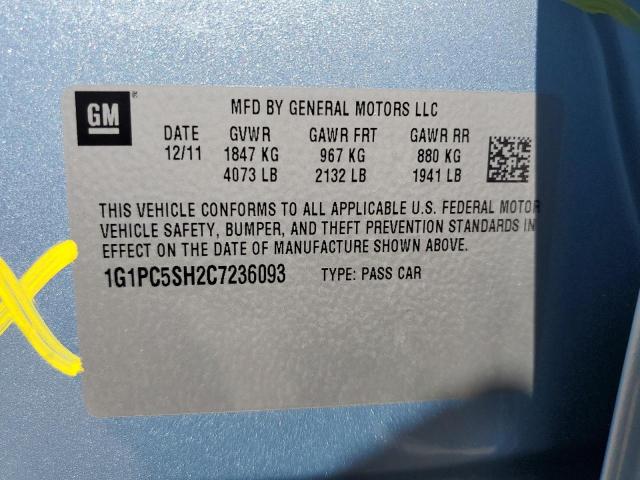 GM
MFD BY GENERAL MOTORS LLC
DATE GVWR GAWR FRT GAWR RR
12/11 1847 KG 967 KG 880 KG
4073 LB 2132 LB 1941 LB
THIS VEHICLE CONFORMS TO ALL APPLICABLE U.S. FEDERAL MOTOR
VEHICLE SAFETY, BUMPER, AND THEFT PREVENTION STANDARDS IN
EFFECT ON THE DATE OF MANUFACTURE SHOWN ABOVE.
1G1PC5SH2C7236093 TYPE: PASS CAR